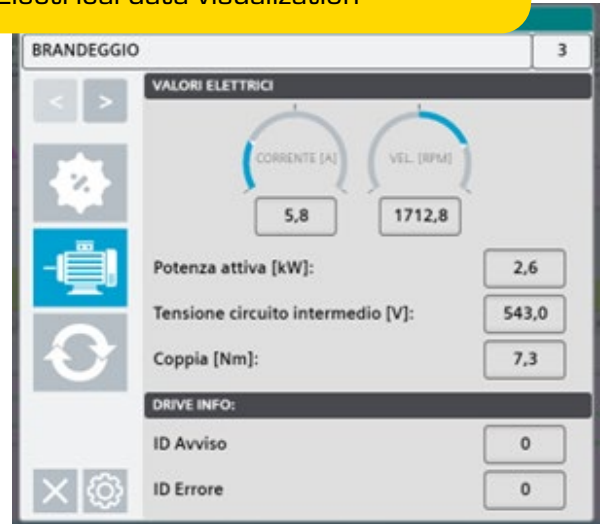 Electrical data visualization
BRANDEGGIO 3
< >
VALORI ELETTRICI
CORRENTE [A] VEL. [RPM]
5,8 1712,8
%
Potenza attiva [kW]: 2,6
Tensione circuito intermedio [V]: 543,0
Coppia [Nm]: 7,3
DRIVE INFO:
ID Avviso 0
ID Errore 0